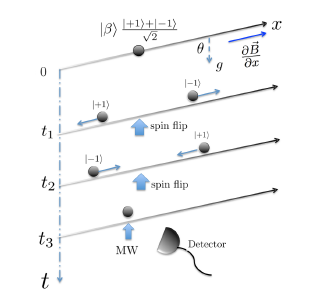 |β⟩ |+1⟩+|−1⟩ / √2
x
θ
g
∂B⃗ / ∂x
0
|−1⟩
|+1⟩
t₁
spin flip
|+1⟩
|−1⟩
t₂
spin flip
t₃
MW
Detector
t